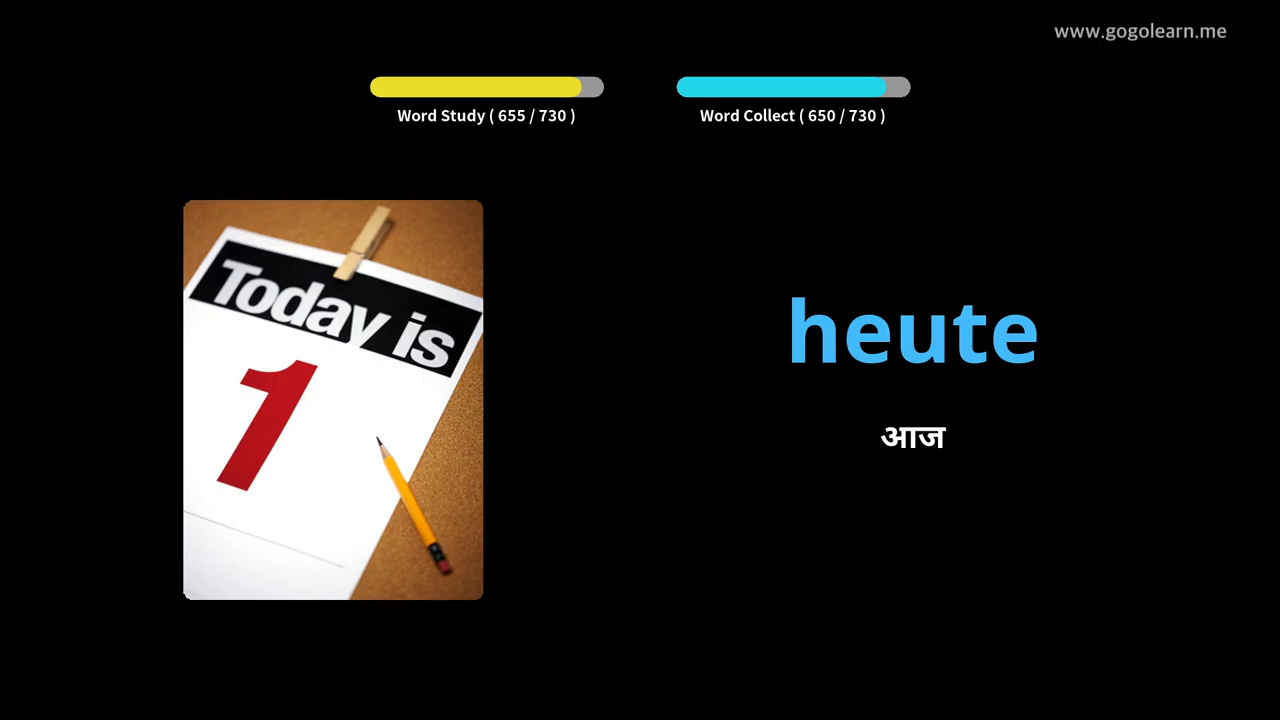 www.gogolearn.me
Word Study ( 655 / 730 )
Word Collect ( 650 / 730 )
Today is
1
heute
आज